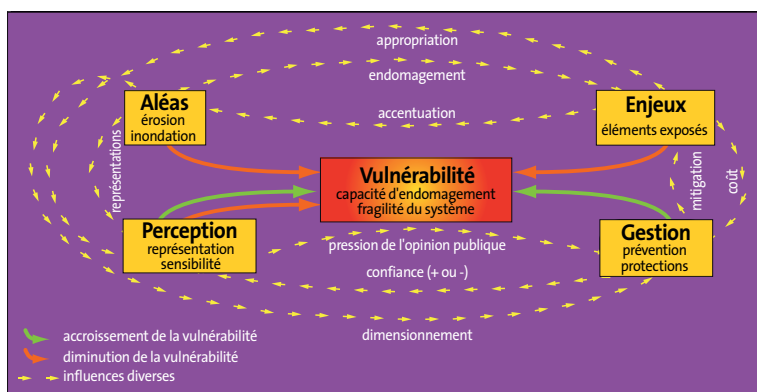 appropriation
endomagement
Aléas
érosion
inondation
accentuation
Enjeux
éléments exposés
représentations
Vulnérabilité
capacité d'endomagement
fragilité du système
mitigation
coût
Perception
représentation
sensibilité
pression de l'opinion publique
confiance (+ ou -)
Gestion
prévention
protections
dimensionnement
accroissement de la vulnérabilité
diminution de la vulnérabilité
influences diverses